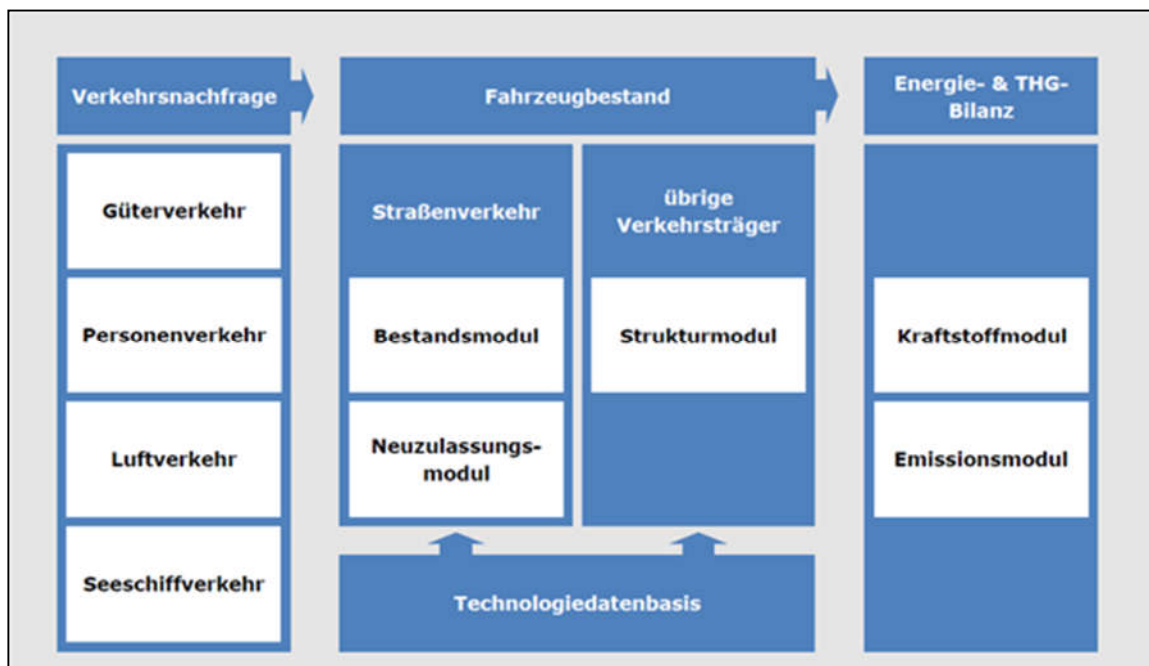 Verkehrsnachfrage
Fahrzeugbestand
Energie- & THG-
Bilanz
Güterverkehr
Personenverkehr
Luftverkehr
Seeschiffverkehr
Straßenverkehr
Bestandsmodul
Neuzulassungs-
modul
übrige
Verkehrsträger
Strukturmodul
Technologiedatenbasis
Kraftstoffmodul
Emissionsmodul